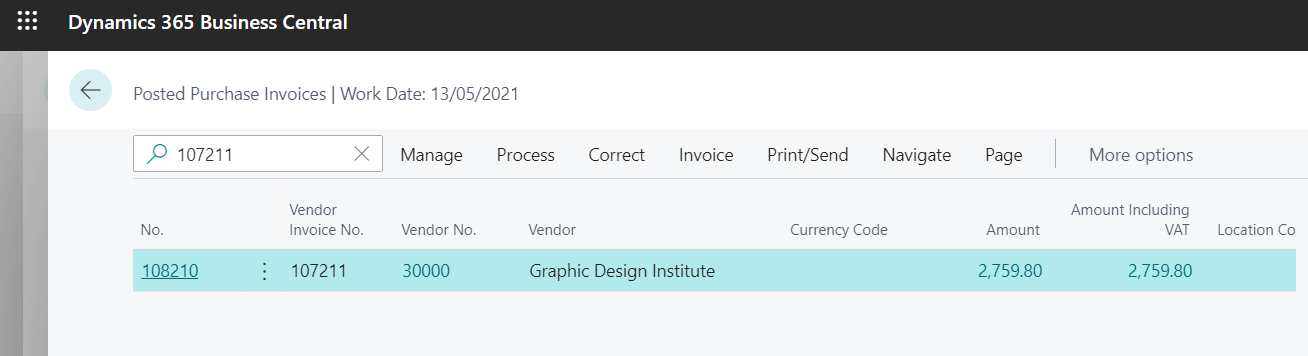 Dynamics 365 Business Central
Posted Purchase Invoices | Work Date: 13/05/2021
107211 Manage Process Correct Invoice Print/Send Navigate Page More options
No. Vendor Invoice No. Vendor No. Vendor Currency Code Amount Amount Including VAT Location Co
108210 107211 30000 Graphic Design Institute 2,759.80 2,759.80